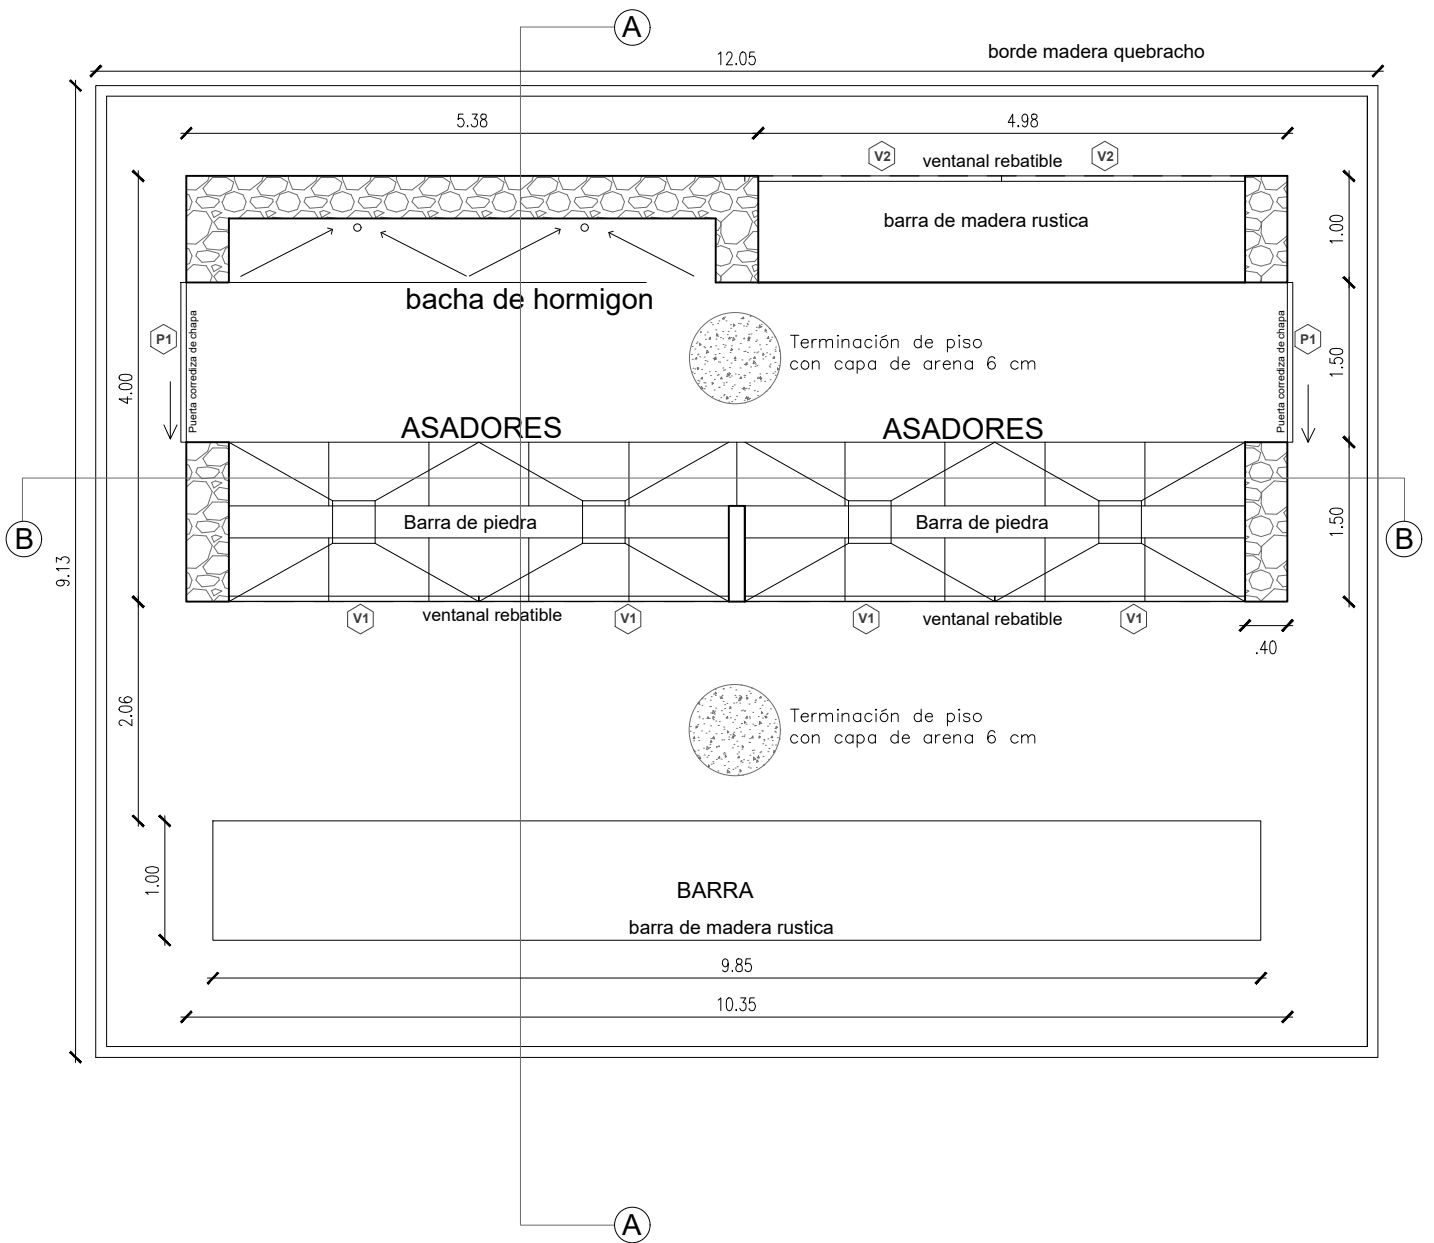 A
12.05
borde madera quebracho
5.38
4.98
V2
ventanal rebatible
V2
barra de madera rustica
1.00
bacha de hormigon
P1
Puerta corrediza de chapa
Terminación de piso
con capa de arena 6 cm
Puerta corrediza de chapa
P1
1.50
4.00
ASADORES
ASADORES
B
Barra de piedra
Barra de piedra
1.50
B
9.13
V1
ventanal rebatible
V1
V1
ventanal rebatible
V1
.40
2.06
Terminación de piso
con capa de arena 6 cm
1.00
BARRA
barra de madera rustica
9.85
10.35
A